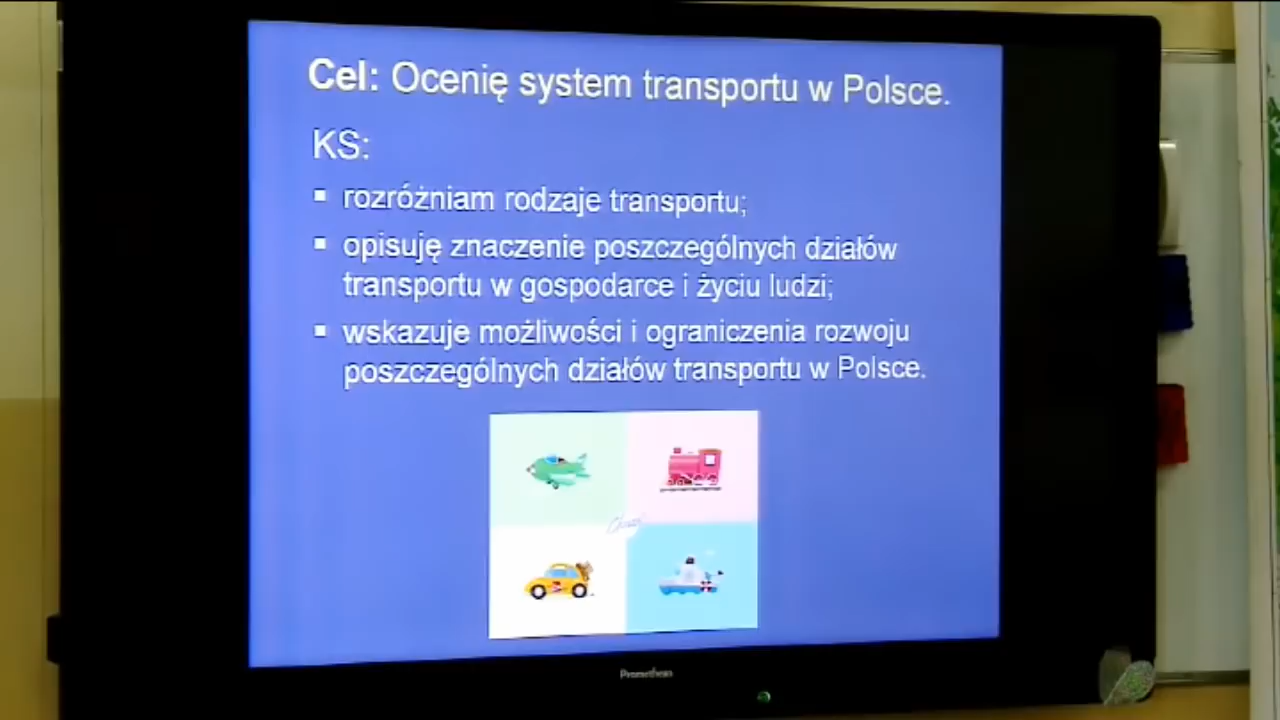 Cel: Ocenię system transportu w Polsce.
KS:
▪ rozróżniam rodzaje transportu;
▪ opisuję znaczenie poszczególnych działów
transportu w gospodarce i życiu ludzi;
▪ wskazuje możliwości i ograniczenia rozwoju
poszczególnych działów transportu w Polsce.
Promethean